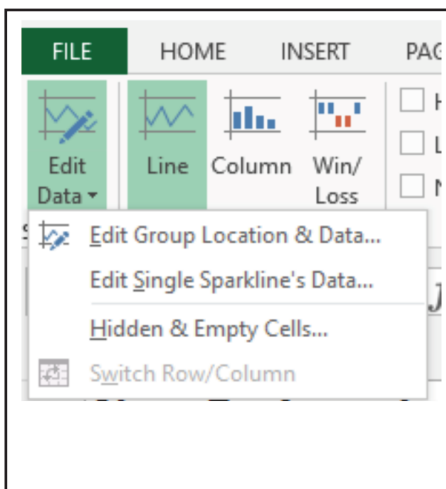 FILE HOME INSERT PAG
Edit Data
Line
Column
Win/
Loss
H
L
Edit Group Location & Data...
Edit Single Sparkline's Data...
Hidden & Empty Cells...
Switch Row/Column